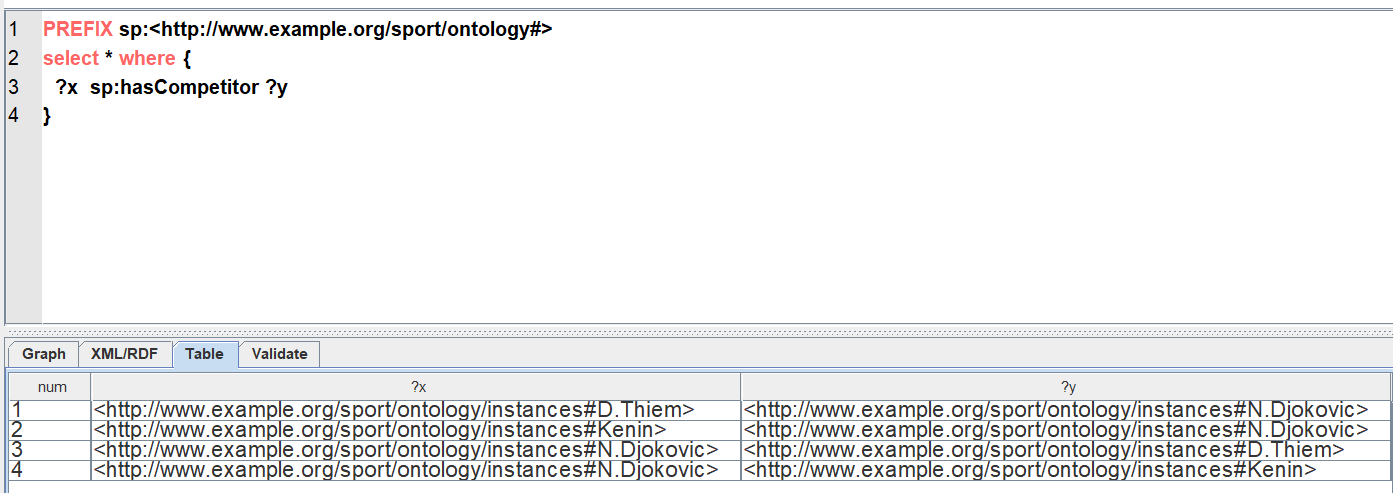 1 PREFIX sp:<http://www.example.org/sport/ontology#>
2 select * where {
3 ?x sp:hasCompetitor ?y
4 }
Graph XML/RDF Table Validate
num ?x ?y
1 <http://www.example.org/sport/ontology/instances#D.Thiem> <http://www.example.org/sport/ontology/instances#N.Djokovic>
2 <http://www.example.org/sport/ontology/instances#Kenin> <http://www.example.org/sport/ontology/instances#N.Djokovic>
3 <http://www.example.org/sport/ontology/instances#N.Djokovic> <http://www.example.org/sport/ontology/instances#D.Thiem>
4 <http://www.example.org/sport/ontology/instances#N.Djokovic> <http://www.example.org/sport/ontology/instances#Kenin>